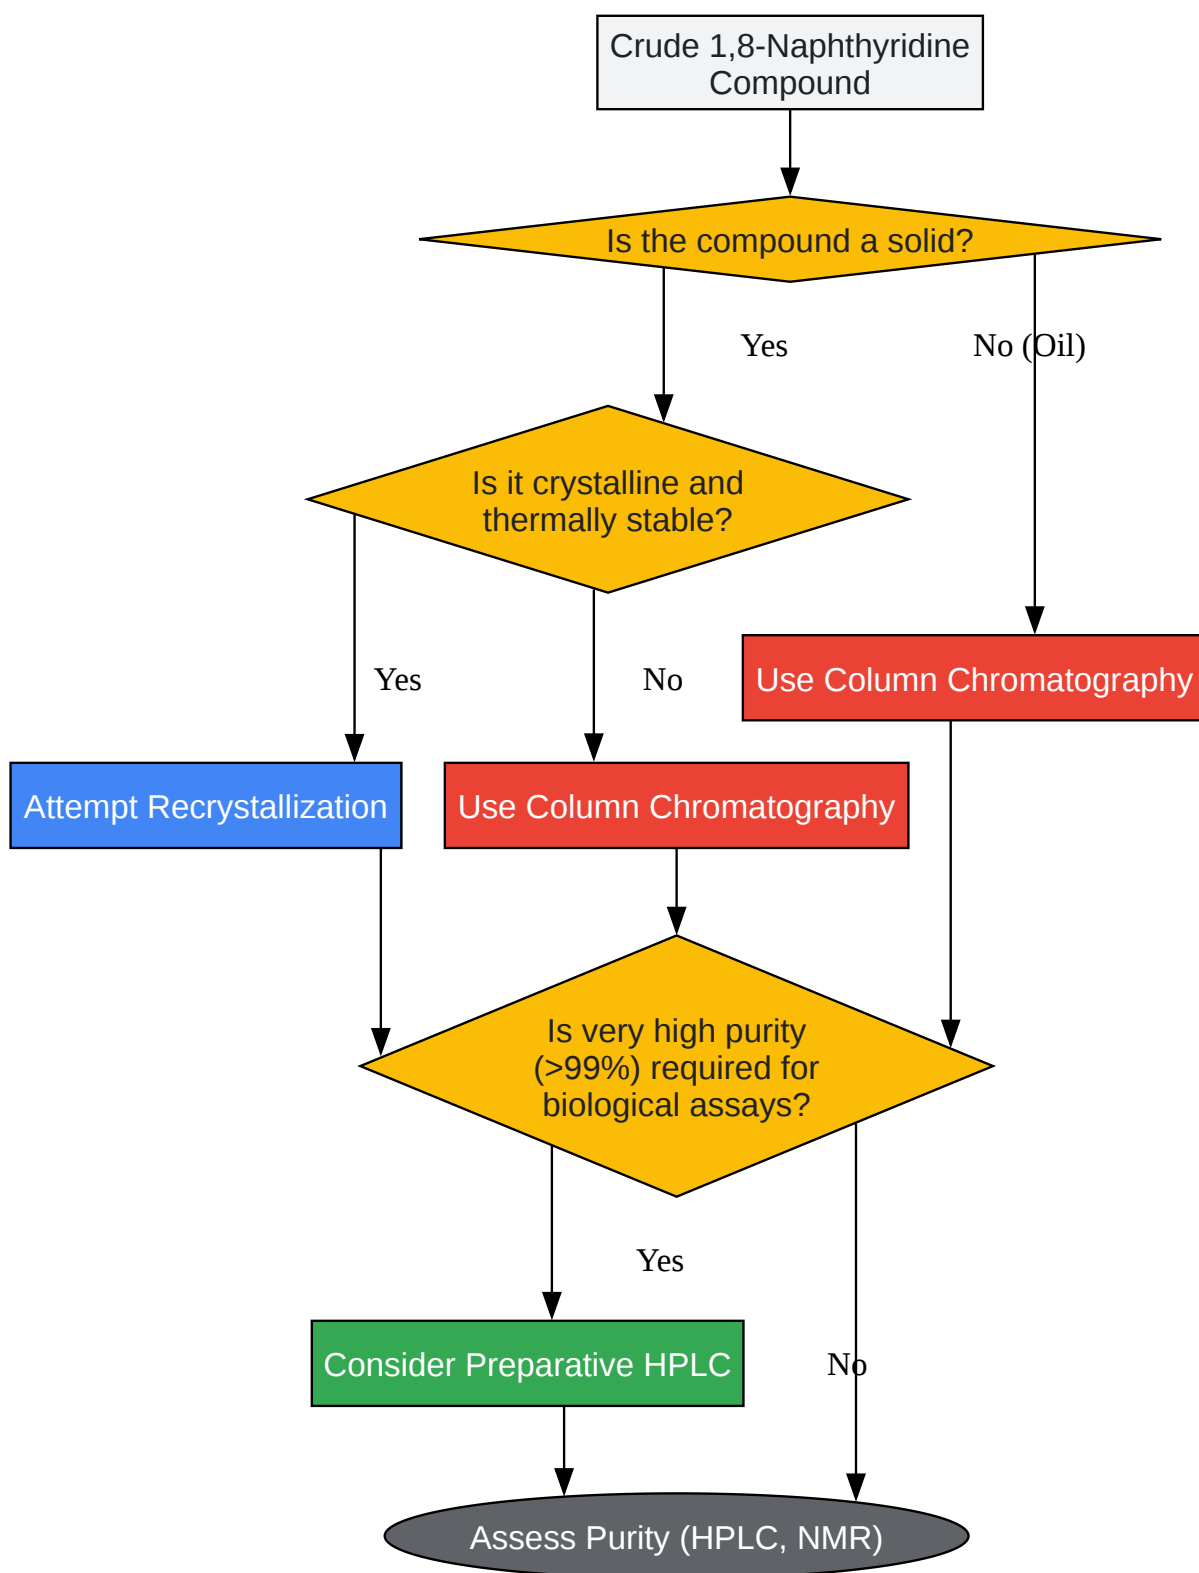 Crude 1,8-Naphthyridine
Compound
Is the compound a solid?
Yes
No (Oil)
Is it crystalline and
thermally stable?
Yes
No
Use Column Chromatography
Attempt Recrystallization
Use Column Chromatography
Is very high purity
(>99%) required for
biological assays?
Yes
Consider Preparative HPLC
No
Assess Purity (HPLC, NMR)